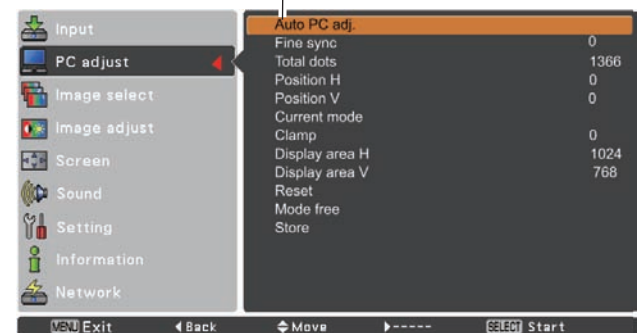 Input
PC adjust
Image select
Image adjust
Screen
Sound
Setting
Information
Network
Auto PC adj.
Fine sync 0
Total dots 1366
Position H 0
Position V 0
Current mode
Clamp 0
Display area H 1024
Display area V 768
Reset
Mode free
Store
MENU Exit ◀Back Move ▶----- SELECT Start